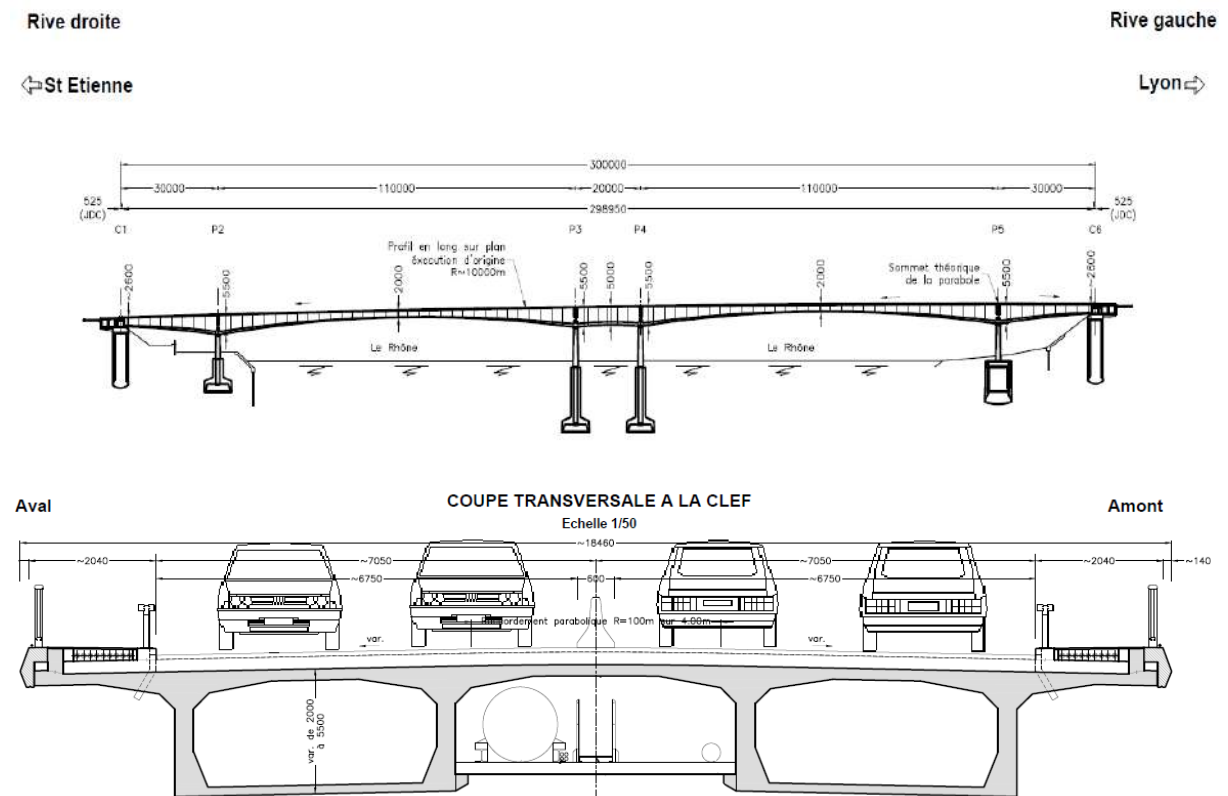 Rive droite
Rive gauche
St Etienne
Lyon
300000
30000
110000
20000
110000
30000
525
(JDC)
298950
525
(JDC)
C1
P2
P3
P4
P5
C6
Profil en long sur plan
éxecution d'origine
R~10000m
Sommet théorique
de la parabole
~2600
5500
2000
5500
5000
5500
2000
5500
~2600
Le Rhône
Le Rhône
Aval
COUPE TRANSVERSALE A LA CLEF
Amont
Echelle 1/50
~18460
~2040
~7050
~7050
~2040
~140
~6750
600
~6750
Raccordement parabolique R=100m sur 4.00m
var.
var.
var. de 2000
à 5500